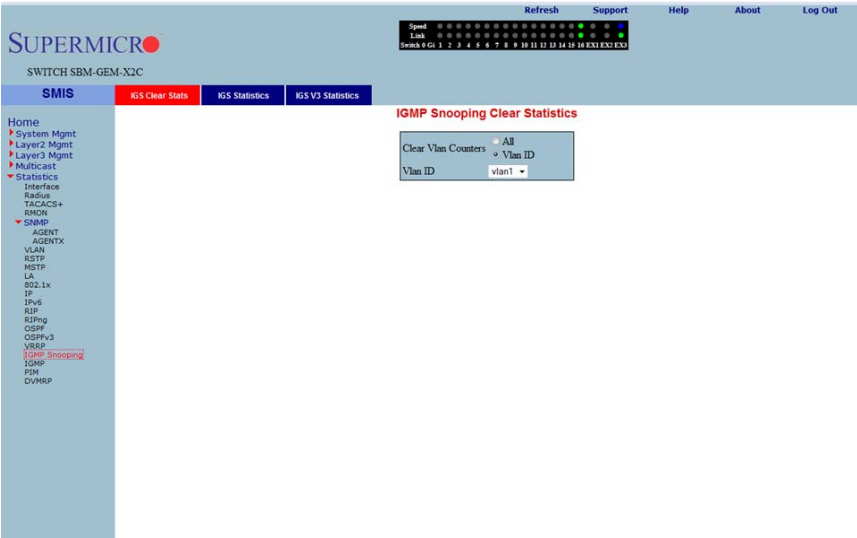 Refresh Support Help About Log Out
Speed
Link
Switch 0 Gi 1 2 3 4 5 6 7 8 9 10 11 12 13 14 15 16 EX1 EX2 EX3
SUPERMICRO
SWITCH SBM-GEM-X2C
SMIS
IGS Clear Stats IGS Statistics IGS V3 Statistics
IGMP Snooping Clear Statistics
Clear Vlan Counters
All
Vlan ID
Vlan ID vlan1
Home
System Mgmt
Layer2 Mgmt
Layer3 Mgmt
Multicast
Statistics
Interface
Radius
TACACS+
RMON
SNMP
AGENT
AGENTX
VLAN
RSTP
MSTP
LA
802.1x
IP
IPv6
RIP
RIPng
OSPF
OSPFv3
VRRP
IGMP Snooping
IGMP
PIM
DVMRP